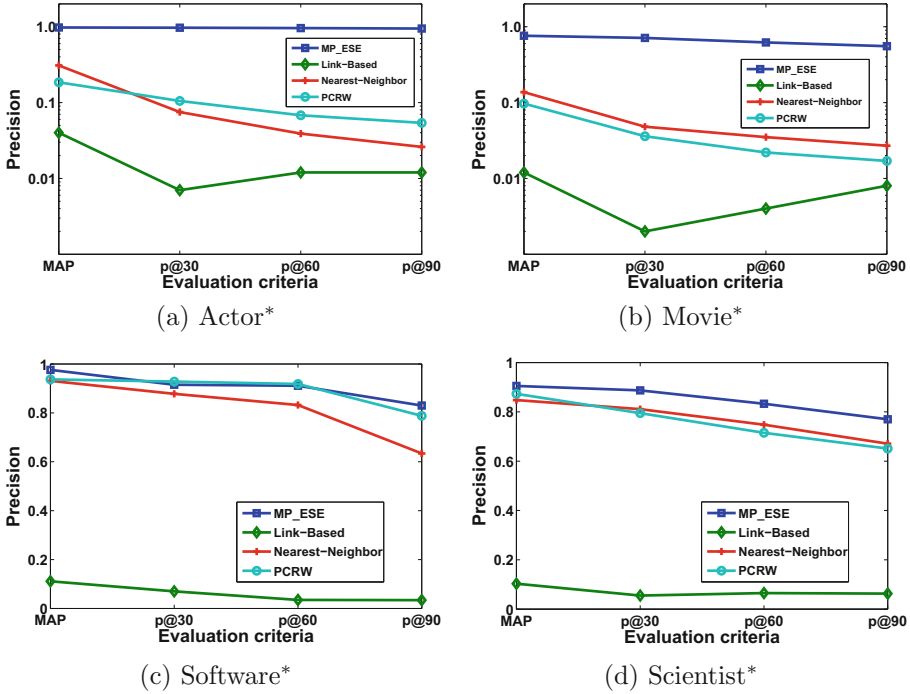 1.0
0.1
0.01
Precision
MP_ESE
Link-Based
Nearest-Neighbor
PCRW
MAP p@30 p@60 p@90
Evaluation criteria
(a) Actor*
1.0
0.1
0.01
Precision
MP_ESE
Link-Based
Nearest-Neighbor
PCRW
MAP p@30 p@60 p@90
Evaluation criteria
(b) Movie*
1
0.8
0.6
0.4
0.2
0
Precision
MP_ESE
Link-Based
Nearest-Neighbor
PCRW
MAP p@30 p@60 p@90
Evaluation criteria
(c) Software*
1
0.8
0.6
0.4
0.2
0
Precision
MP_ESE
Link-Based
Nearest-Neighbor
PCRW
MAP p@30 p@60 p@90
Evaluation criteria
(d) Scientist*